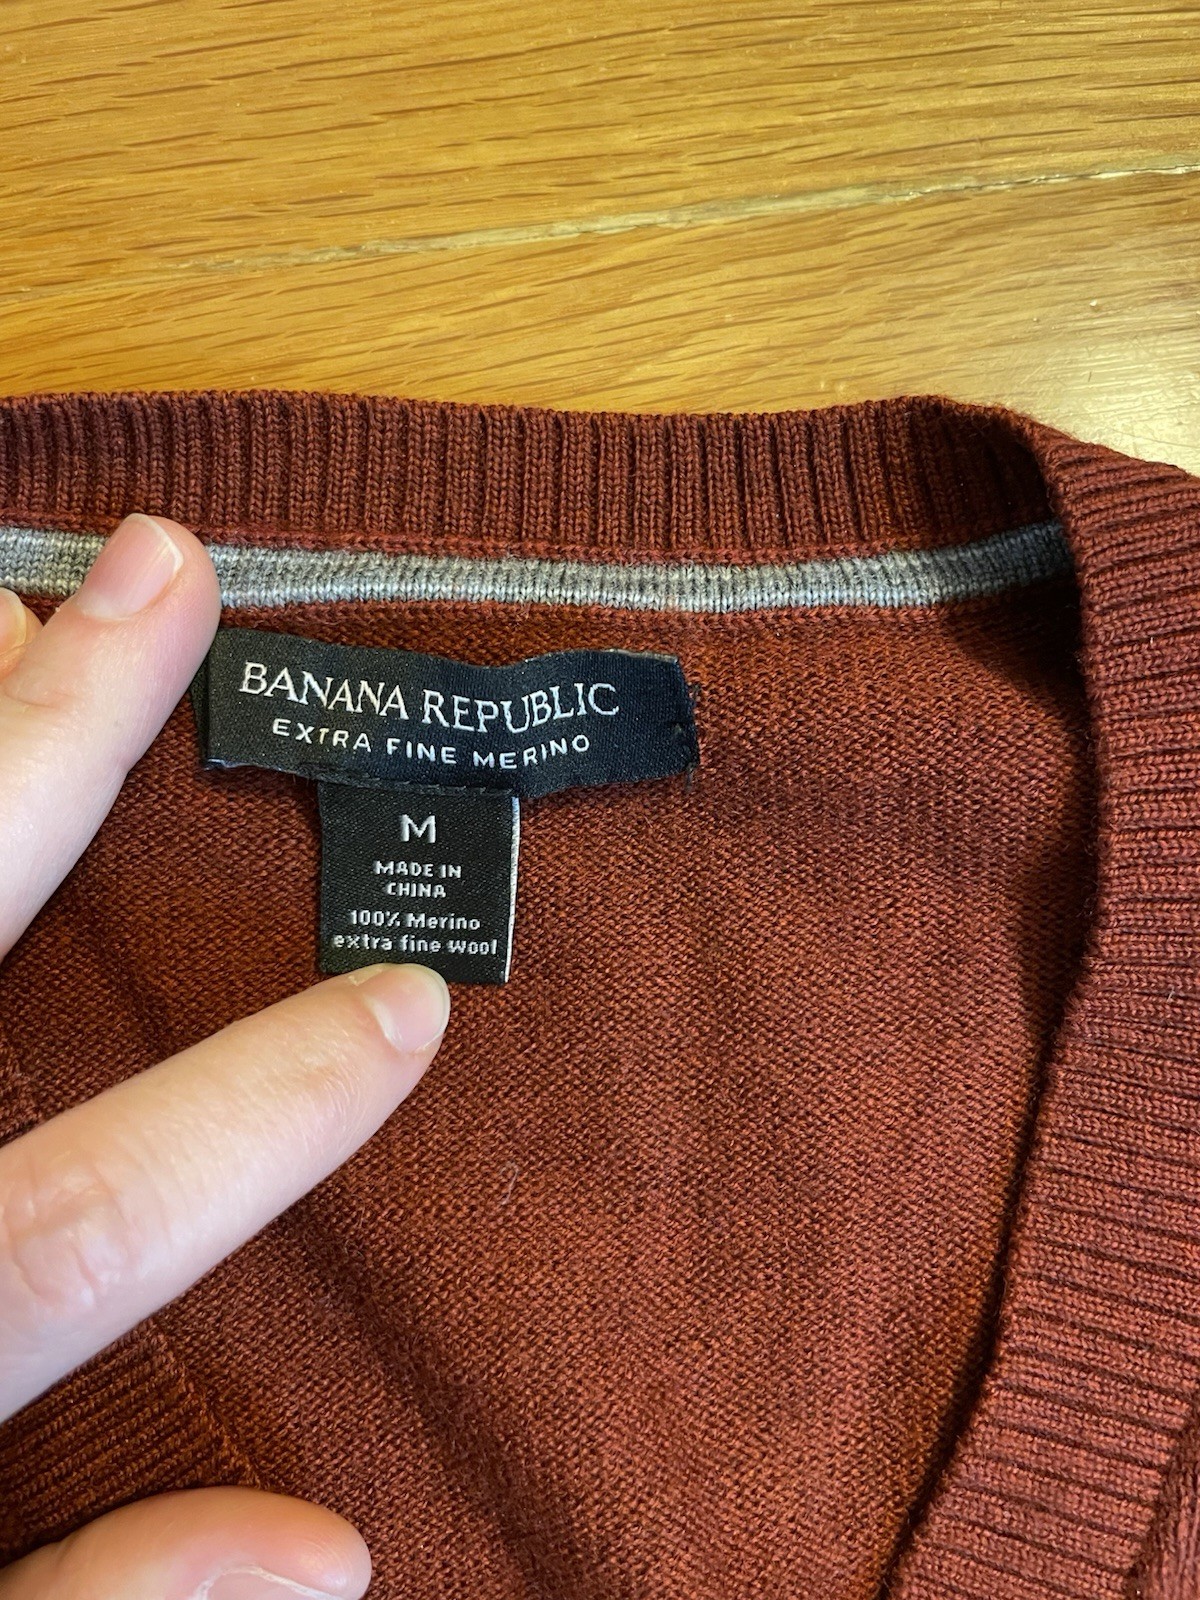 BANANA REPUBLIC
EXTRA FINE MERINO
M
MADE IN
CHINA
100% Merino
extra fine wool